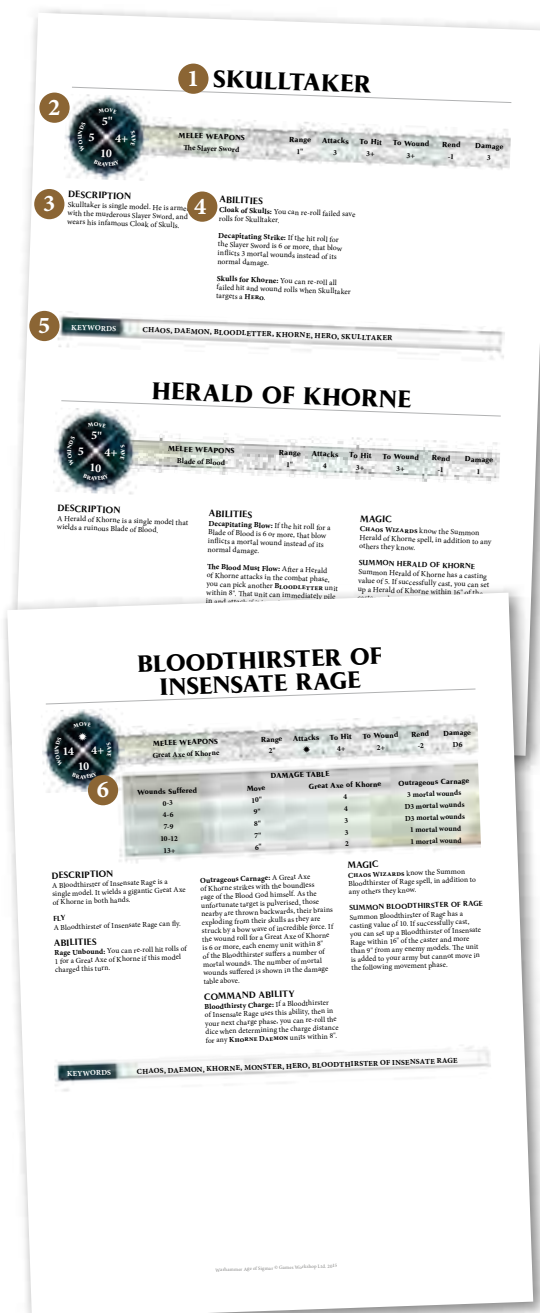 1 SKULLTAKER
2
MOVE
5"
WOUNDS 5 4+ SAVE
10
BRAVERY
MELEE WEAPONS Range Attacks To Hit To Wound Rend Damage
The Slayer Sword 1" 3 3+ 3+ -1 3
3
DESCRIPTION
Skulltaker is single model. He is arme
with the murderous Slayer Sword, and
wears his infamous Cloak of Skulls.
4
ABILITIES
Cloak of Skulls: You can re-roll failed save
rolls for Skulltaker.
Decapitating Strike: If the hit roll for
the Slayer Sword is 6 or more, that blow
inflicts 3 mortal wounds instead of its
normal damage.
Skulls for Khorne: You can re-roll all
failed hit and wound rolls when Skulltaker
targets a HERO.
5
KEYWORDS CHAOS, DAEMON, BLOODLETTER, KHORNE, HERO, SKULLTAKER
HERALD OF KHORNE
MOVE
5"
WOUNDS 5 4+ SAVE
10
BRAVERY
MELEE WEAPONS Range Attacks To Hit To Wound Rend Damage
Blade of Blood 1" 4 3+ 3+ -1 1
DESCRIPTION
A Herald of Khorne is a single model that
wields a ruinous Blade of Blood.
ABILITIES
Decapitating Blow: If the hit roll for a
Blade of Blood is 6 or more, that blow
inflicts a mortal wound instead of its
normal damage.
The Blood Must Flow: After a Herald
of Khorne attacks in the combat phase,
you can pick another BLOODLETTER unit
within 8". That unit can immediately pile
in and attack
MAGIC
CHAOS WIZARDS know the Summon
Herald of Khorne spell, in addition to any
others they know.
SUMMON HERALD OF KHORNE
Summon Herald of Khorne has a casting
value of 5. If successfully cast, you can set
up a Herald of Khorne within 16" of the
BLOODTHIRSTER OF
INSENSATE RAGE
MOVE
✹
WOUNDS 14 4+ SAVE
10
BRAVERY
MELEE WEAPONS Range Attacks To Hit To Wound Rend Damage
Great Axe of Khorne 2" ✹ 4+ 2+ -2 D6
6
DAMAGE TABLE
Wounds Suffered Move Great Axe of Khorne Outrageous Carnage
0-3 10" 4 3 mortal wounds
4-6 9" 4 D3 mortal wounds
7-9 8" 3 D3 mortal wounds
10-12 7" 3 1 mortal wound
13+ 6" 2 1 mortal wound
DESCRIPTION
A Bloodthirster of Insensate Rage is a
single model. It wields a gigantic Great Axe
of Khorne in both hands.
FLY
A Bloodthirster of Insensate Rage can fly.
ABILITIES
Rage Unbound: You can re-roll hit rolls of
1 for a Great Axe of Khorne if this model
charged this turn.
Outrageous Carnage: A Great Axe
of Khorne strikes with the boundless
rage of the Blood God himself. As the
unfortunate target is pulverised, those
nearby are thrown backwards, their brains
exploding from their skulls as they are
struck by a bow wave of incredible force. If
the wound roll for a Great Axe of Khorne
is 6 or more, each enemy unit within 8"
of the Bloodthirster suffers a number of
mortal wounds. The number of mortal
wounds suffered is shown in the damage
table above.
COMMAND ABILITY
Bloodthirsty Charge: If a Bloodthirster
of Insensate Rage uses this ability, then in
your next charge phase, you can re-roll the
dice when determining the charge distance
for any KHORNE DAEMON units within 8".
MAGIC
CHAOS WIZARDS know the Summon
Bloodthirster of Rage spell, in addition to
any others they know.
SUMMON BLOODTHIRSTER OF RAGE
Summon Bloodthirster of Rage has a
casting value of 10. If successfully cast,
you can set up a Bloodthirster of Insensate
Rage within 16" of the caster and more
than 9" from any enemy models. The unit
is added to your army but cannot move in
the following movement phase.
KEYWORDS CHAOS, DAEMON, KHORNE, MONSTER, HERO, BLOODTHIRSTER OF INSENSATE RAGE
Warhammer: Age of Sigmar © Games Workshop Ltd. 2015